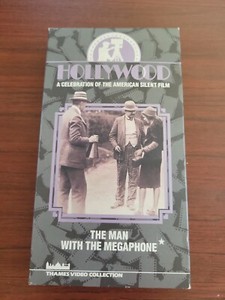 HOLLYWOOD
A CELEBRATION OF THE AMERICAN SILENT FILM
THE MAN
WITH THE MEGAPHONE*
THAMES VIDEO COLLECTION